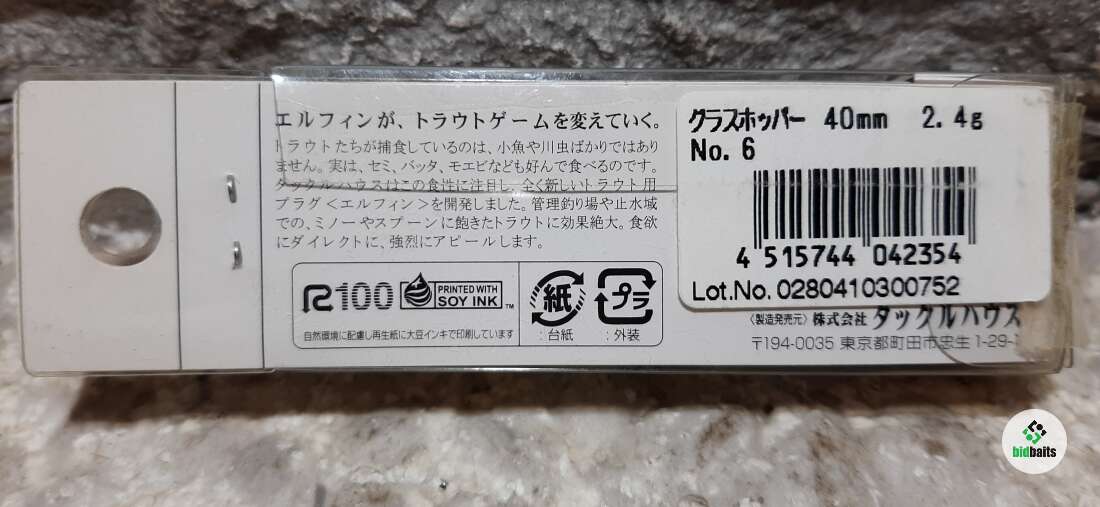 エルフィンが、トラウトゲームを変えていく。
トラウトたちが捕食しているのは、小魚や川虫ばかりではあり
ません。実は、セミ、バッタ、モエビなども好んで食べるのです。
タックルハウスはこの食性に注目し、全く新しいトラウト用
プラグ<エルフィン>を開発しました。管理釣り場や止水域
での、ミノーやスプーンに飽きたトラウトに効果絶大。食欲
にダイレクトに、強烈にアピールします。
R100
PRINTED WITH
SOY INK™
自然環境に配慮し再生紙に大豆インキで印刷しています
紙
:台紙
プラ
:外装
グラスホッパー 40mm 2.4g
No. 6
4 515744 042354
Lot.No. 0280410300752
〈製造発売元〉株式会社 タックルハウス
〒194-0035 東京都町田市忠生1-29-1
bidbaits